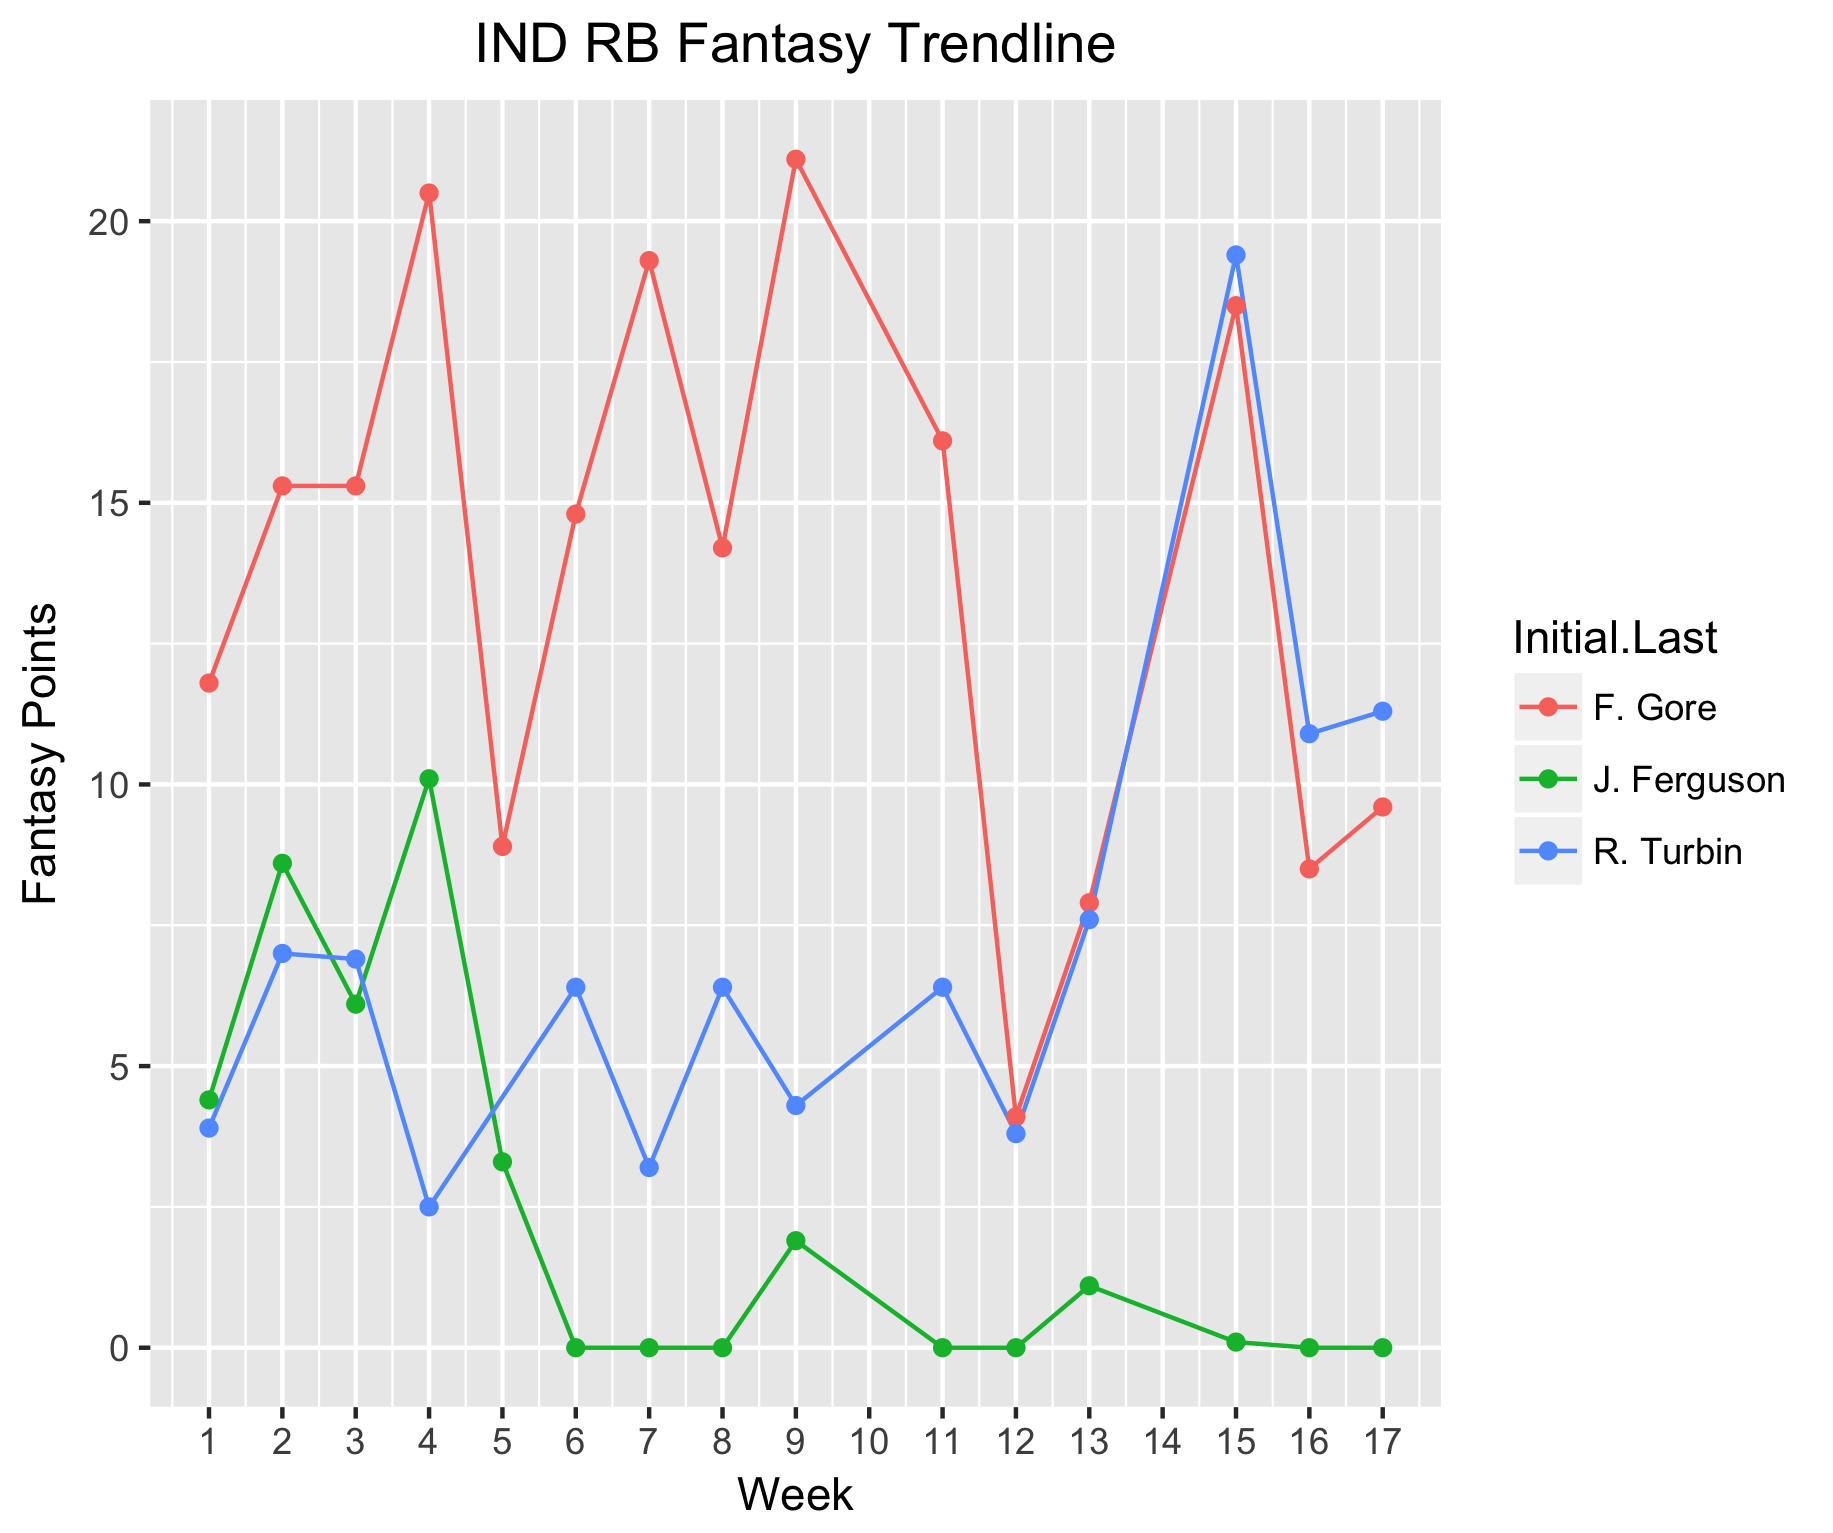 IND RB Fantasy Trendline
Fantasy Points
20
15
10
5
0
1 2 3 4 5 6 7 8 9 10 11 12 13 14 15 16 17
Week
Initial.Last
F. Gore
J. Ferguson
R. Turbin